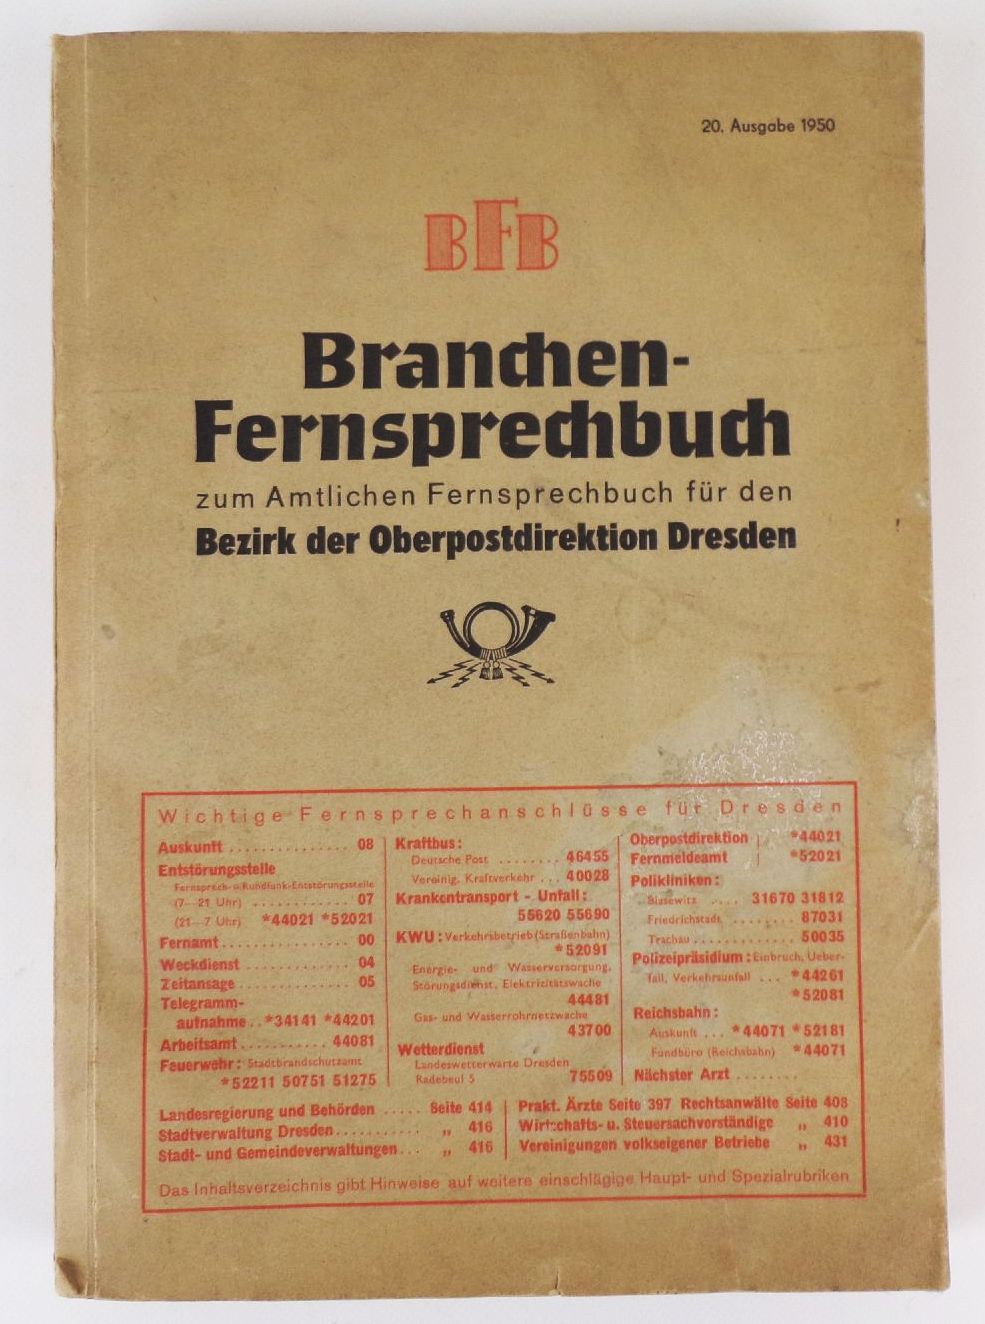 20. Ausgabe 1950
BFB
Branchen-
Fernsprechbuch
zum Amtlichen Fernsprechbuch für den
Bezirk der Oberpostdirektion Dresden
Wichtige Fernsprechanschlüsse für Dresden
Auskunft .............. 08
Entstörungsstelle
Fernsprech- u. Rundfunk-Entstörungsstelle
(7—21 Uhr) ............ 07
(21—7 Uhr) *44021 *52021
Fernamt ............... 00
Weckdienst ............ 04
Zeitansage ............ 05
Telegramm-
aufnahme .. *34141 *44201
Arbeitsamt ........... 44081
Feuerwehr: Stadtbrandschutzamt
*52211 50751 51275
Kraftbus:
Deutsche Post ........ 46455
Vereinig. Kraftverkehr ... 40028
Krankentransport - Unfall:
55620 55690
KWU: Verkehrsbetrieb (Straßenbahn)
*52091
Energie- und Wasserversorgung,
Störungsdienst, Elektrizitätswache
44481
Gas- und Wasserrohrnetzwache
43700
Wetterdienst
Landeswetterwarte Dresden
Radebeul 5 75509
Oberpostdirektion *44021
Fernmeldeamt *52021
Polikliniken:
Blasewitz .... 31670 31812
Friedrichstadt ........ 87031
Trachau ............. 50035
Polizeipräsidium: Einbruch, Ueber-
fall, Verkehrsunfall ... *44261
*52081
Reichsbahn:
Auskunft ... *44071 *52181
Fundbüro (Reichsbahn) *44071
Nächster Arzt ........
Landesregierung und Behörden ..... Seite 414
Stadtverwaltung Dresden .......... „ 416
Stadt- und Gemeindeverwaltungen ... „ 416
Prakt. Ärzte Seite 397 Rechtsanwälte Seite 408
Wirtschafts- u. Steuersachverständige „ 410
Vereinigungen volkseigener Betriebe „ 431
Das Inhaltsverzeichnis gibt Hinweise auf weitere einschlägige Haupt- und Spezialrubriken